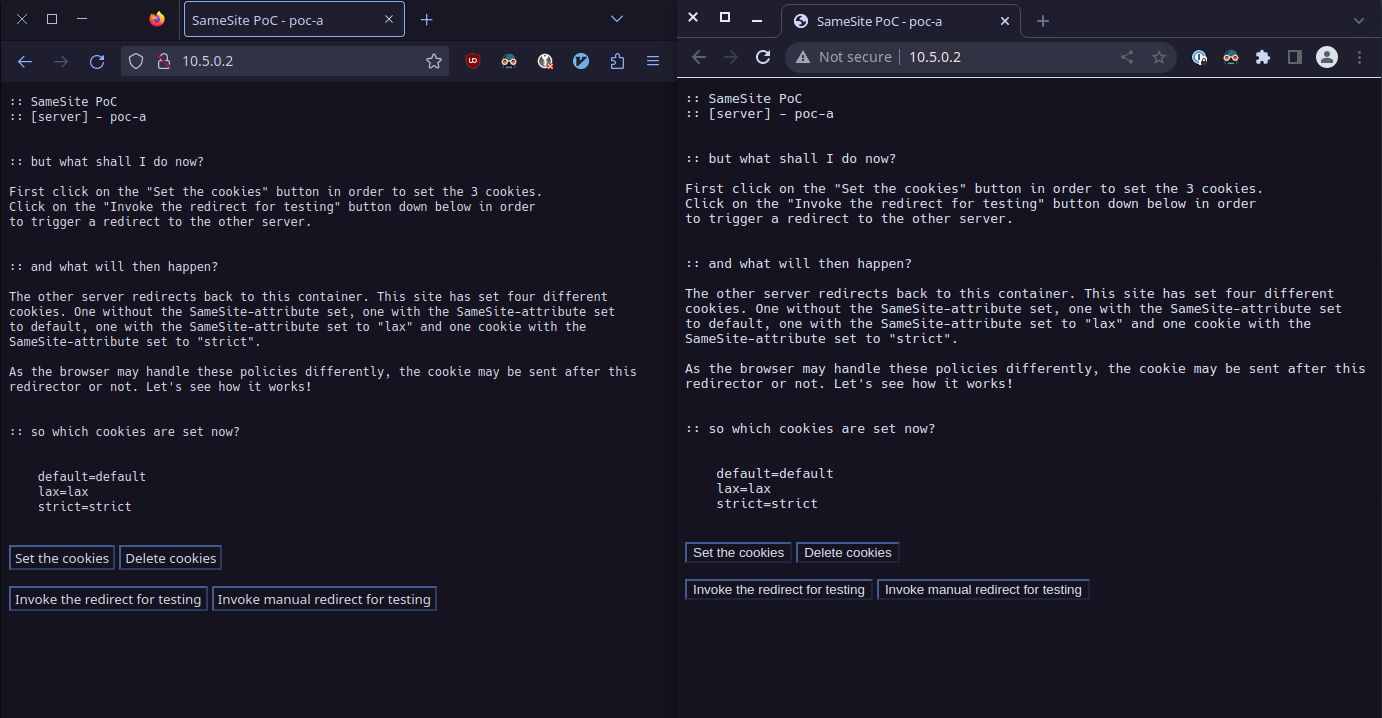 SameSite PoC - poc-a
10.5.0.2
:: SameSite PoC
:: [server] - poc-a
:: but what shall I do now?
First click on the "Set the cookies" button in order to set the 3 cookies.
Click on the "Invoke the redirect for testing" button down below in order
to trigger a redirect to the other server.
:: and what will then happen?
The other server redirects back to this container. This site has set four different
cookies. One without the SameSite-attribute set, one with the SameSite-attribute set
to default, one with the SameSite-attribute set to "lax" and one cookie with the
SameSite-attribute set to "strict".
As the browser may handle these policies differently, the cookie may be sent after this
redirector or not. Let's see how it works!
:: so which cookies are set now?
default=default
lax=lax
strict=strict
Set the cookies Delete cookies
Invoke the redirect for testing Invoke manual redirect for testing
SameSite PoC - poc-a
Not secure 10.5.0.2
:: SameSite PoC
:: [server] - poc-a
:: but what shall I do now?
First click on the "Set the cookies" button in order to set the 3 cookies.
Click on the "Invoke the redirect for testing" button down below in order
to trigger a redirect to the other server.
:: and what will then happen?
The other server redirects back to this container. This site has set four different
cookies. One without the SameSite-attribute set, one with the SameSite-attribute set
to default, one with the SameSite-attribute set to "lax" and one cookie with the
SameSite-attribute set to "strict".
As the browser may handle these policies differently, the cookie may be sent after this
redirector or not. Let's see how it works!
:: so which cookies are set now?
default=default
lax=lax
strict=strict
Set the cookies Delete cookies
Invoke the redirect for testing Invoke manual redirect for testing